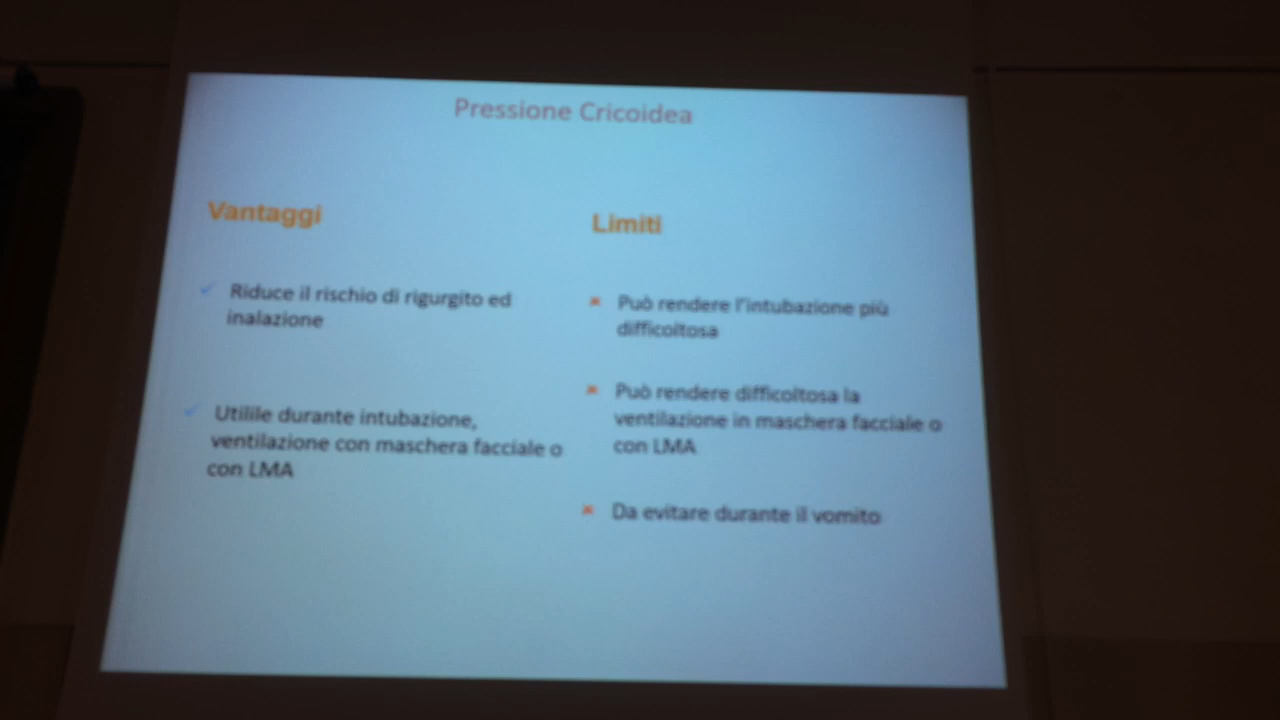 Pressione Cricoidea
Vantaggi
Riduce il rischio di rigurgito ed
inalazione
Utilile durante intubazione,
ventilazione con maschera facciale o
con LMA
Limiti
Può rendere l'intubazione più
difficoltosa
Può rendere difficoltosa la
ventilazione in maschera facciale o
con LMA
Da evitare durante il vomito